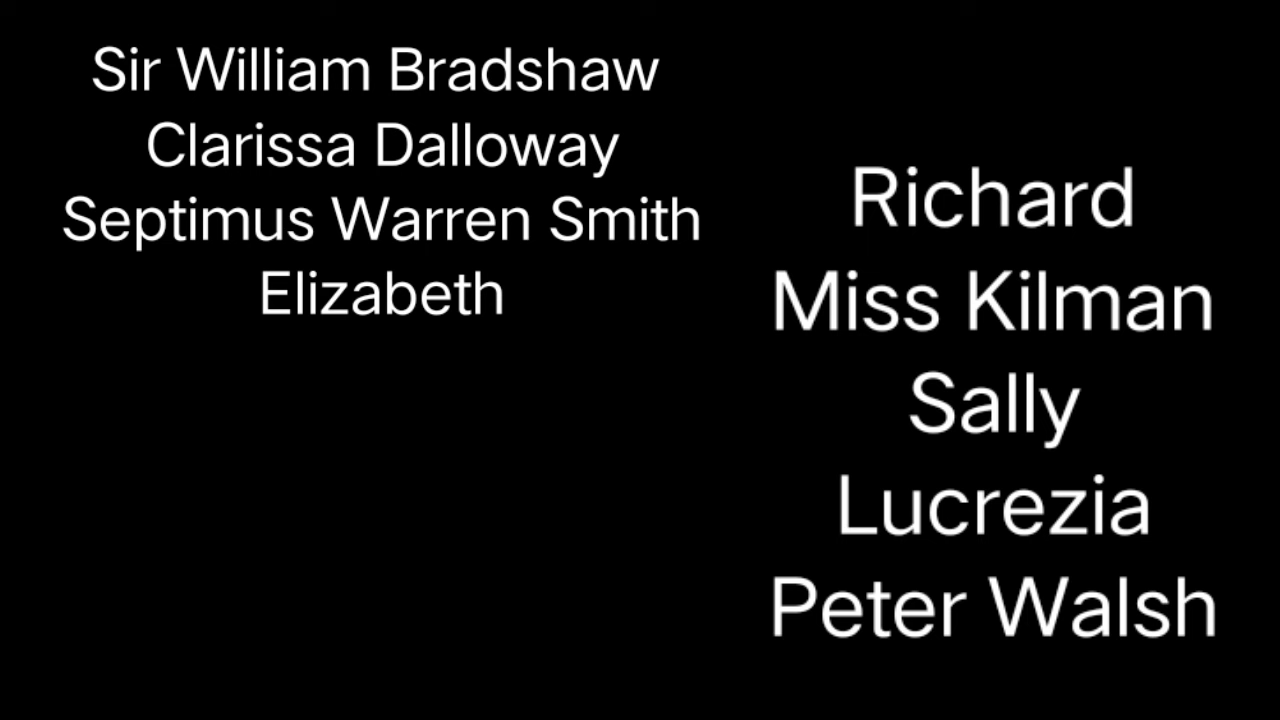 Sir William Bradshaw
Clarissa Dalloway
Septimus Warren Smith
Elizabeth
Richard
Miss Kilman
Sally
Lucrezia
Peter Walsh